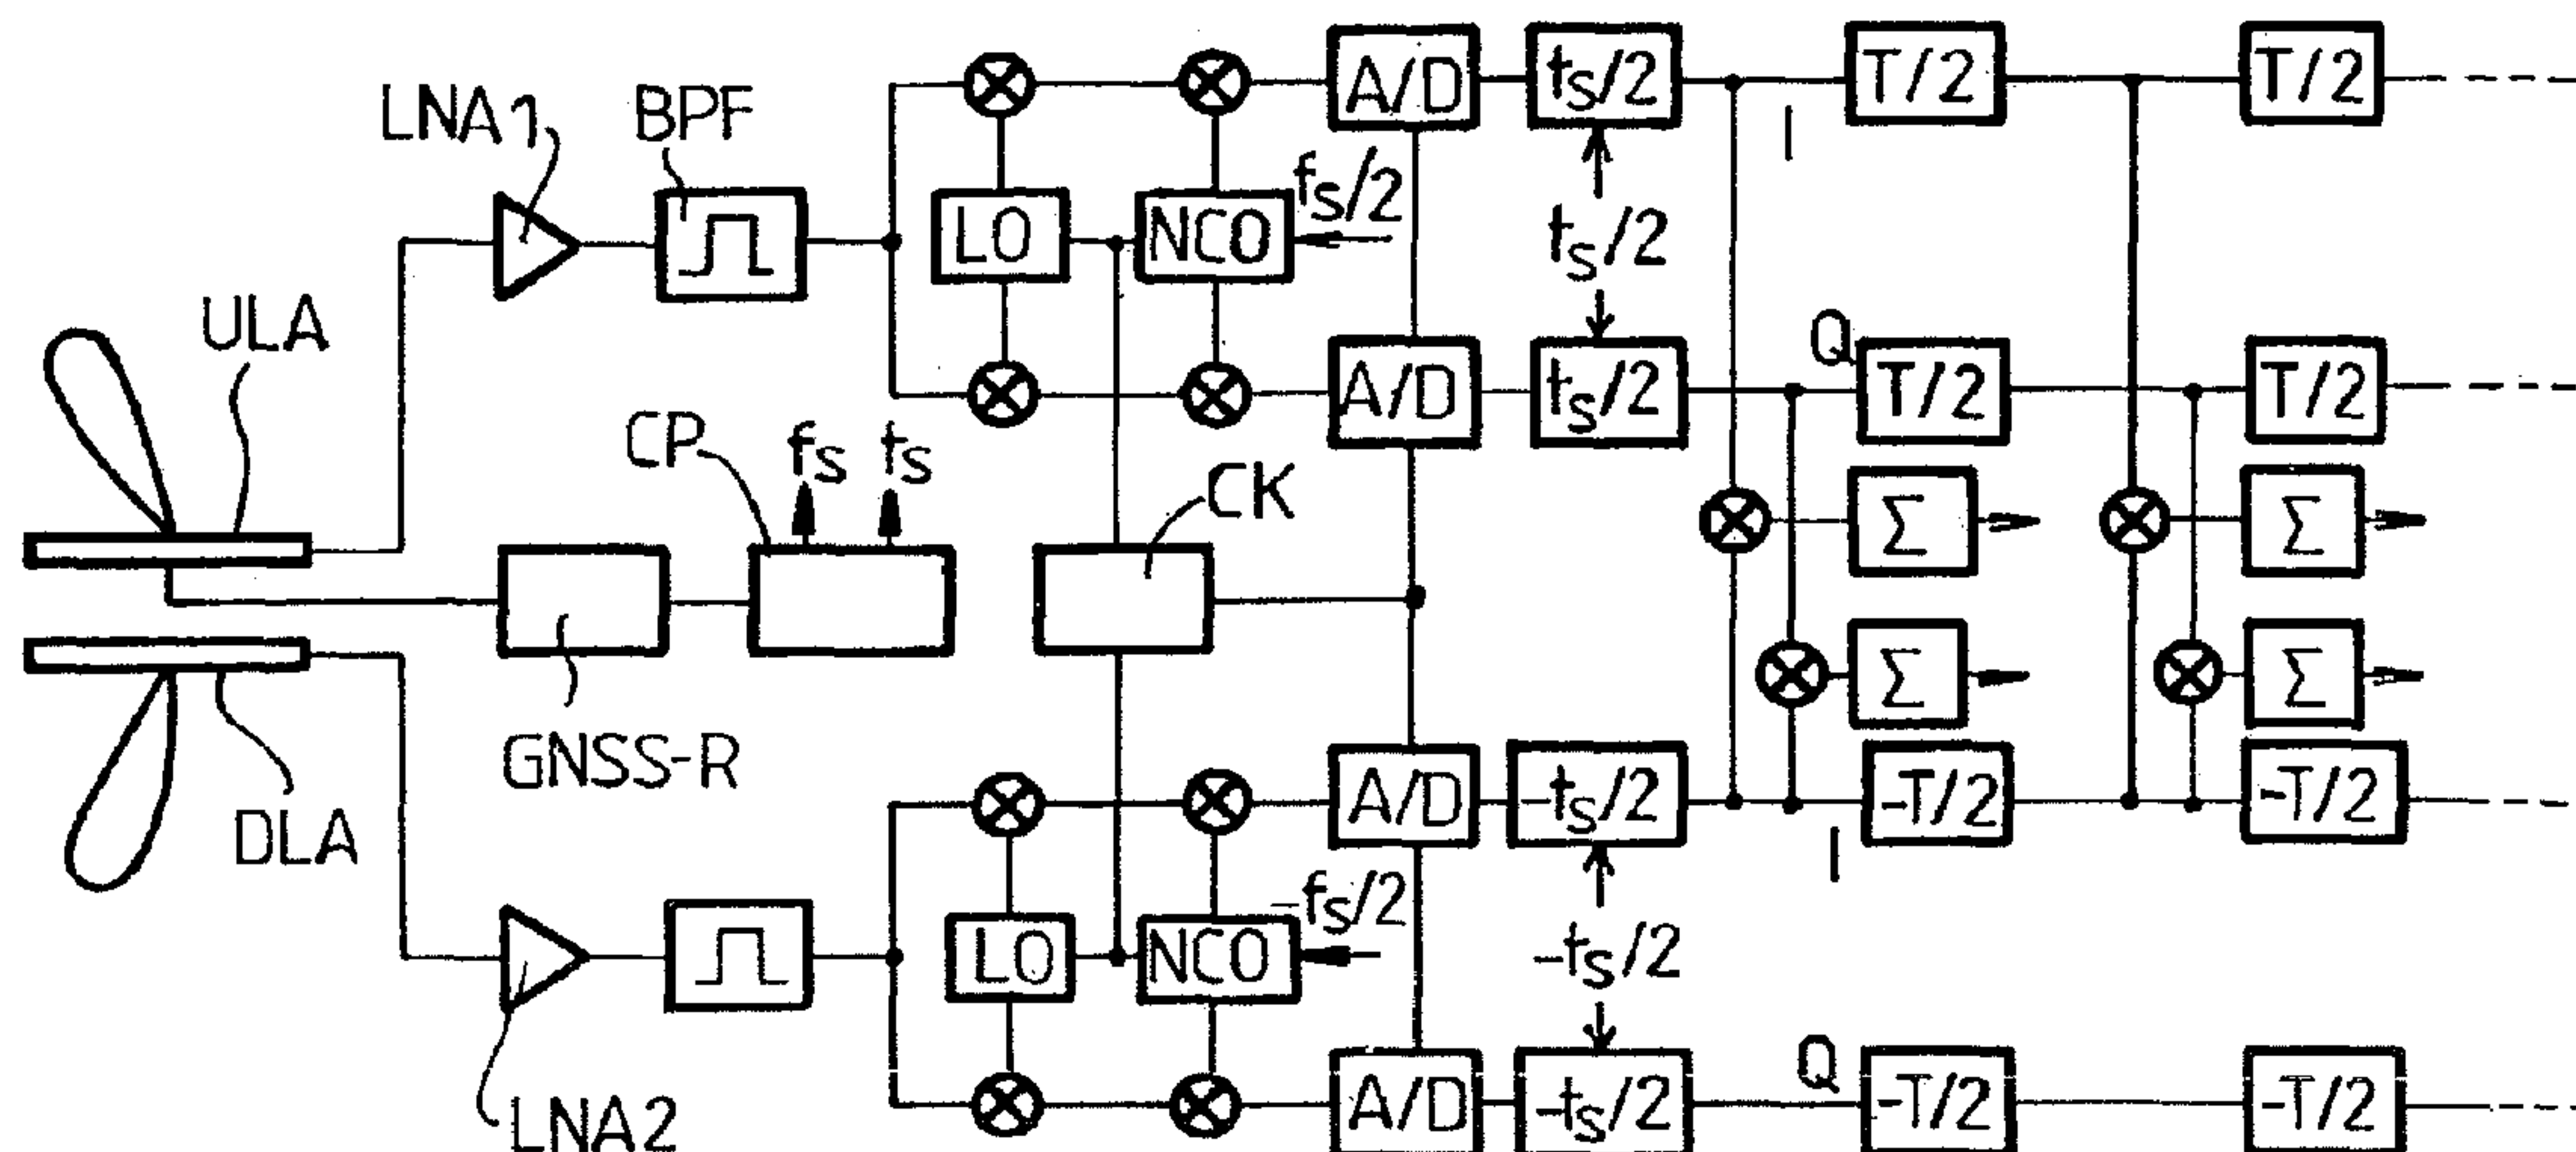 A/D
ts/2
T/2
T/2
LNA1
BPF
I
fs/2
LO
NCO
ts/2
ULA
Q
A/D
ts/2
T/2
T/2
CP
fs
ts
CK
Σ
Σ
Σ
Σ
GNSS-R
DLA
A/D
-ts/2
-T/2
-T/2
I
-fs/2
LO
NCO
-ts/2
Q
LNA2
A/D
-ts/2
-T/2
-T/2